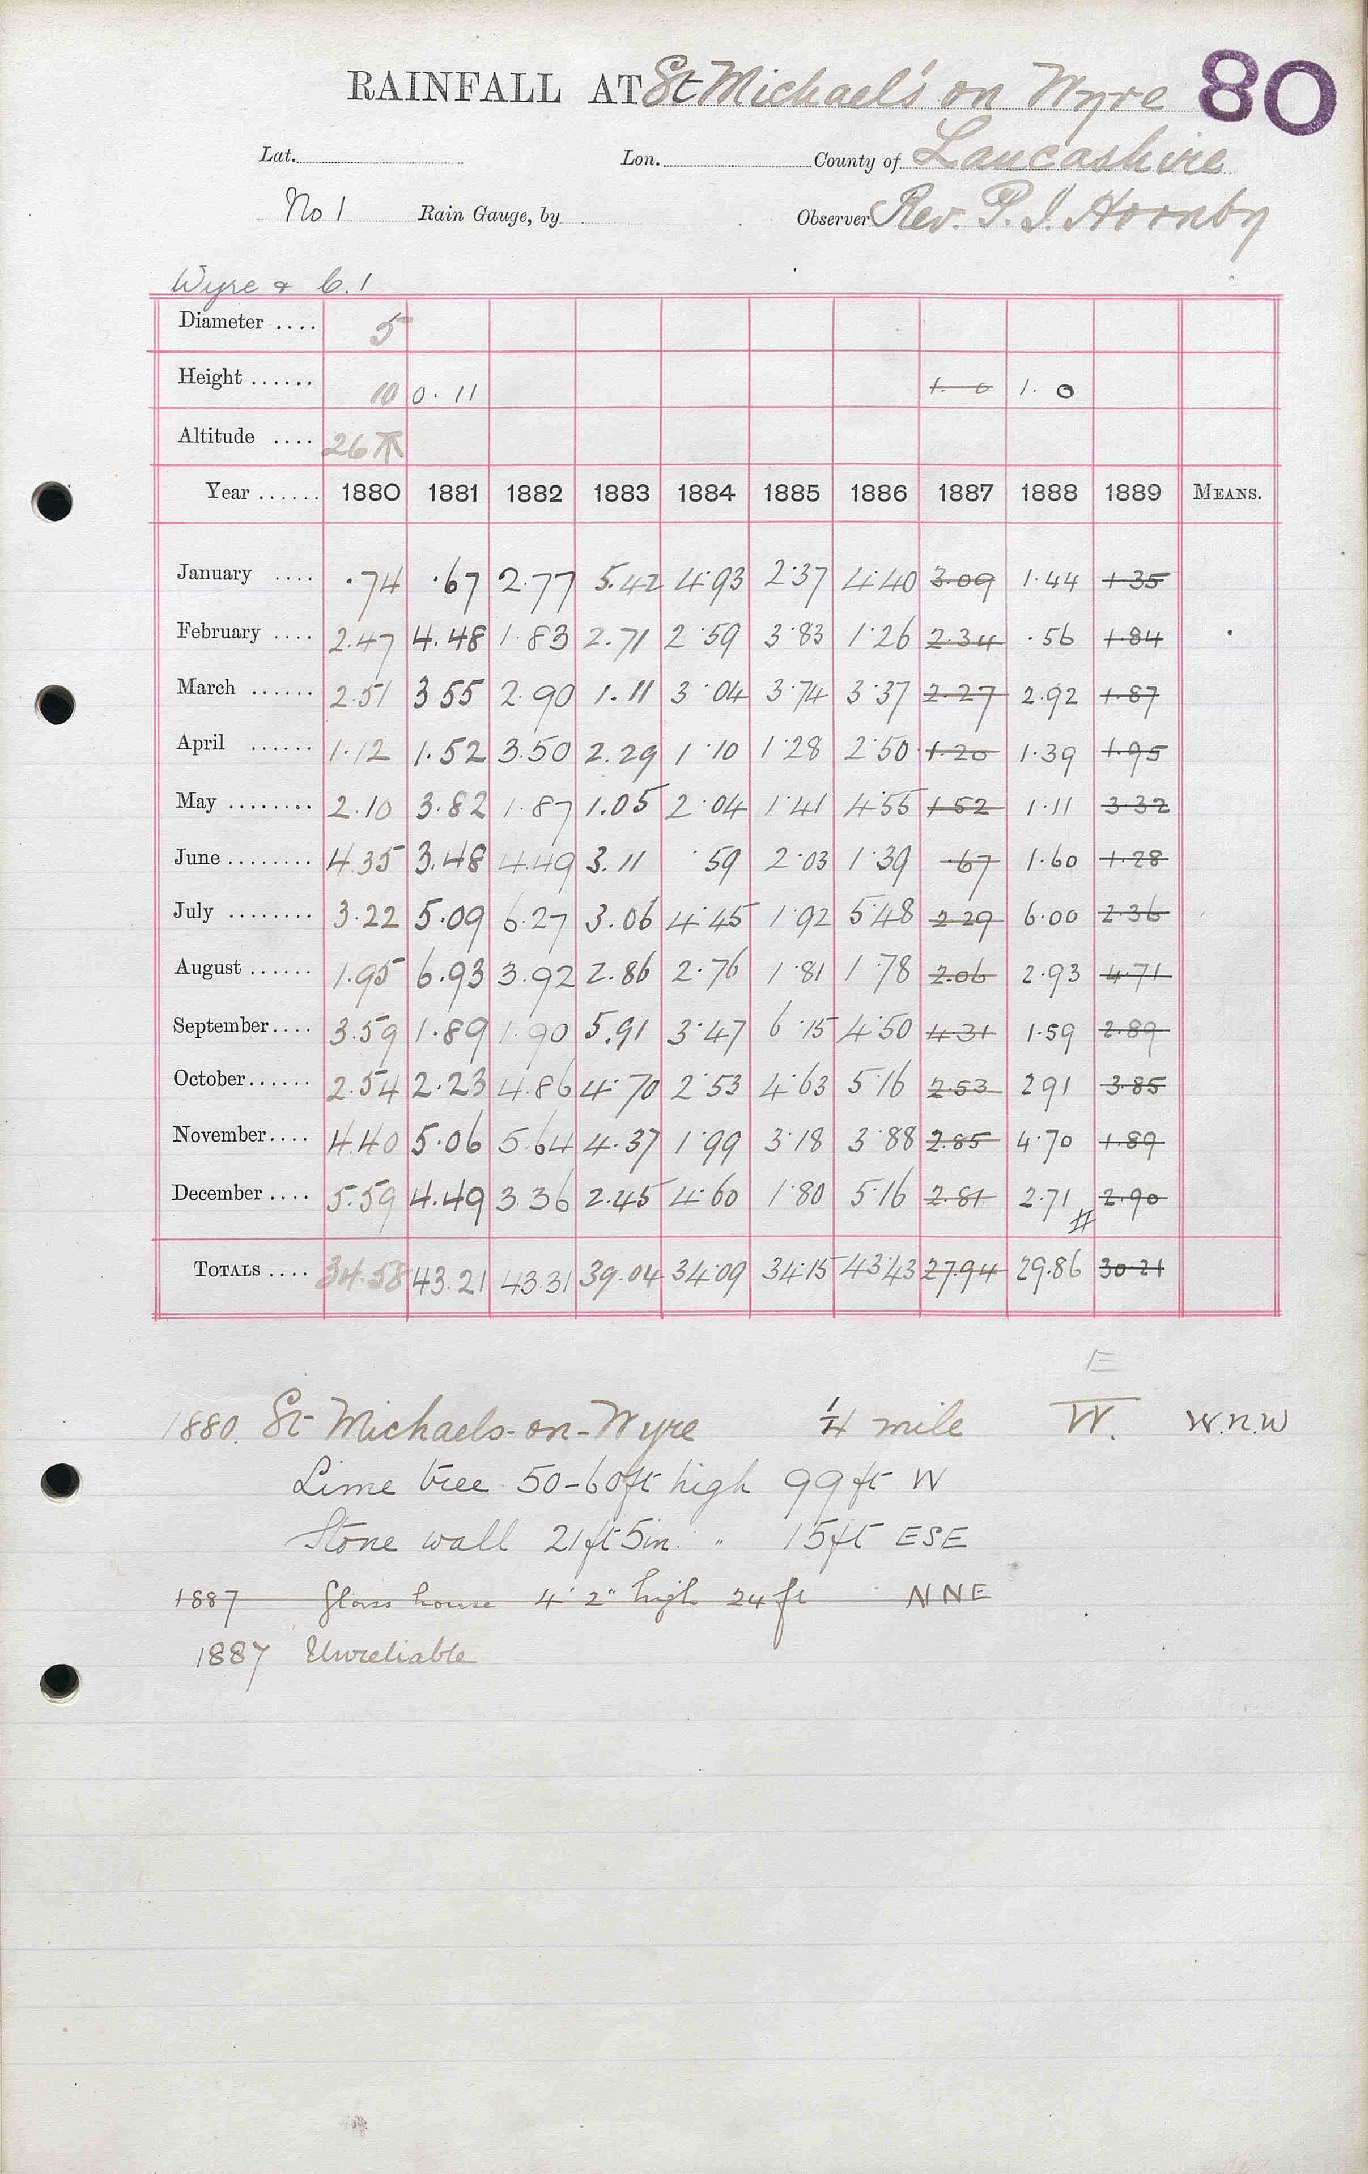 RAINFALL AT St Michael's on Wyre 80
Lat. Lon. County of Lancashire
No 1 Rain Gauge, by Observer Rev. P. J. Hornby
Wyre & C. 1
Diameter .... 5
Height ...... 10 0.11 1.0 1.0
Altitude .... 26
Year ...... 1880 1881 1882 1883 1884 1885 1886 1887 1888 1889 MEANS.
January .... .74 .67 2.77 5.42 4.93 2.37 4.40 3.09 1.44 1.35
February .... 2.47 4.48 1.83 2.71 2.59 3.83 1.26 2.34 .56 1.84
March ...... 2.51 3.55 2.90 1.11 3.04 3.74 3.37 2.27 2.92 1.87
April ...... 1.12 1.52 3.50 2.29 1.10 1.28 2.50 1.20 1.39 1.95
May ........ 2.10 3.82 1.87 1.05 2.04 1.41 4.55 1.52 1.11 3.32
June ........ 4.35 3.48 4.49 3.11 .59 2.03 1.39 .67 1.60 1.28
July ........ 3.22 5.09 6.27 3.06 4.45 1.92 5.48 2.29 6.00 2.36
August ...... 1.95 6.93 3.92 2.86 2.76 1.81 1.78 2.06 2.93 4.71
September.... 3.59 1.89 1.90 5.91 3.47 6.15 4.50 4.31 1.59 2.89
October...... 2.54 2.23 4.86 4.70 2.53 4.63 5.16 2.53 2.91 3.85
November.... 4.40 5.06 5.64 4.37 1.99 3.18 3.88 2.85 4.70 1.89
December .... 5.59 4.49 3.36 2.45 4.60 1.80 5.16 2.81 2.71 2.90
TOTALS .... 34.58 43.21 43.31 39.04 34.09 34.15 43.43 27.94 29.86 30.21
E
1880. St Michaels-on-Wyre 1/4 mile W. W.N.W
Lime tree 50-60ft high 99ft W
Stone wall 21ft 5in. " 15ft ESE
1887 Glass house 4' 2" high 24 ft NNE
1887 Unreliable